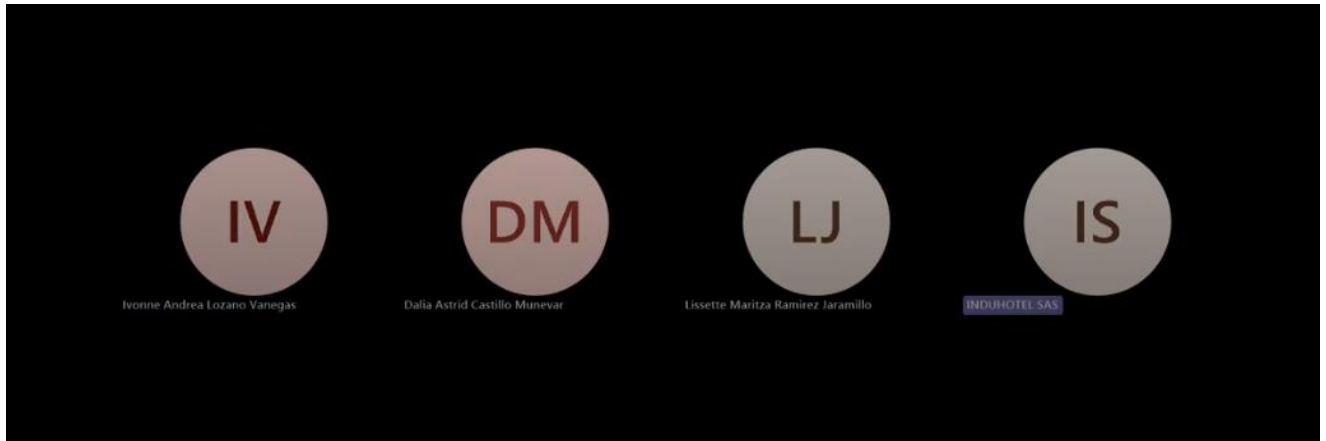 IV
DM
LJ
IS
Ivonne Andrea Lozano Vanegas
Dalia Astrid Castillo Munevar
Lissette Maritza Ramirez Jaramillo
INDUHOTEL SAS